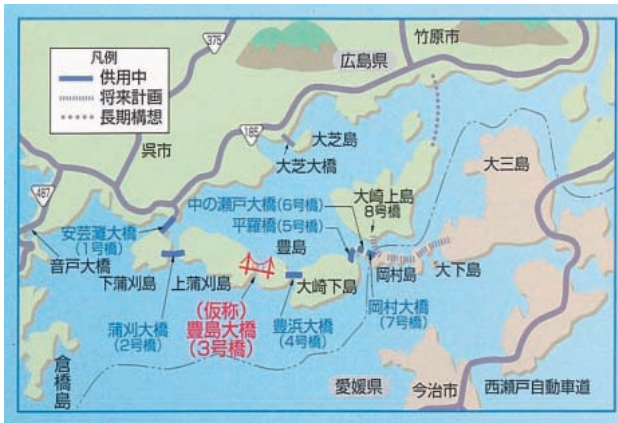 凡例
供用中
将来計画
長期構想
375
広島県
竹原市
185
大芝島
大芝大橋
呉市
大三島
487
中の瀬戸大橋(6号橋)
大崎上島
8号橋
平羅橋(5号橋)
安芸灘大橋
(1号橋)
音戸大橋
豊島
下蒲刈島
上蒲刈島
大崎下島
岡村島
大下島
蒲刈大橋
(2号橋)
(仮称)
豊島大橋
(3号橋)
豊浜大橋
(4号橋)
岡村大橋
(7号橋)
倉橋島
愛媛県
今治市
西瀬戸自動車道